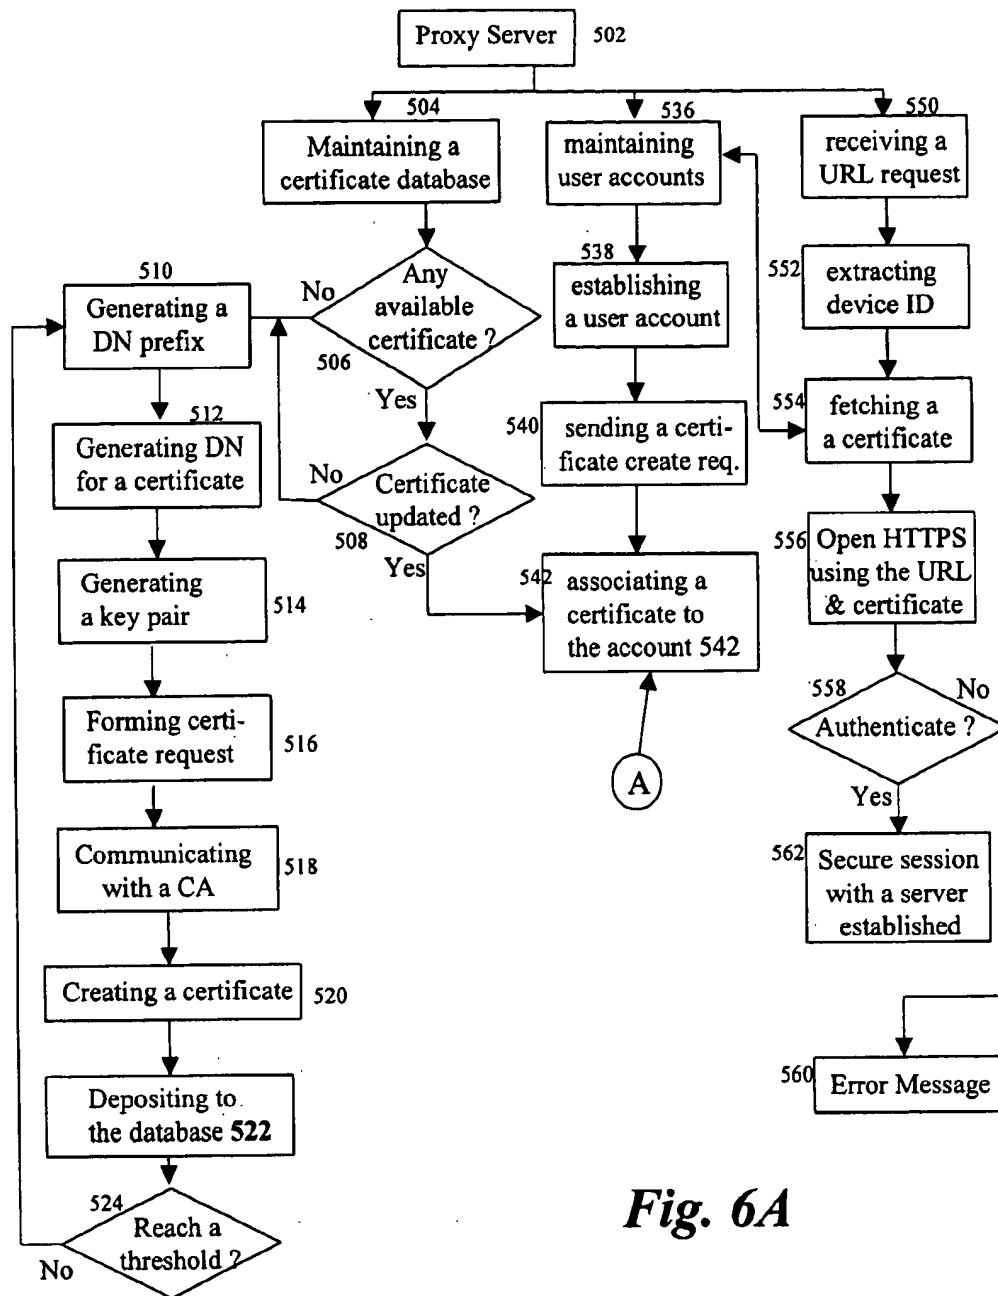 Proxy Server 502
504
Maintaining a
certificate database
Any
available
certificate ?
506
No
Yes
Certificate
updated ?
508
No
Yes
510
Generating a
DN prefix
512
Generating DN
for a certificate
Generating
a key pair
514
Forming certi-
ficate request
516
Communicating
with a CA
518
Creating a certificate 520
Depositing to
the database 522
524
Reach a
threshold ?
No
536
maintaining
user accounts
538
establishing
a user account
540
sending a certi-
ficate create req.
542
associating a
certificate to
the account 542
A
550
receiving a
URL request
552
extracting
device ID
554
fetching a
a certificate
556
Open HTTPS
using the URL
& certificate
558
No
Authenticate ?
Yes
562
Secure session
with a server
established
560
Error Message
Fig. 6A